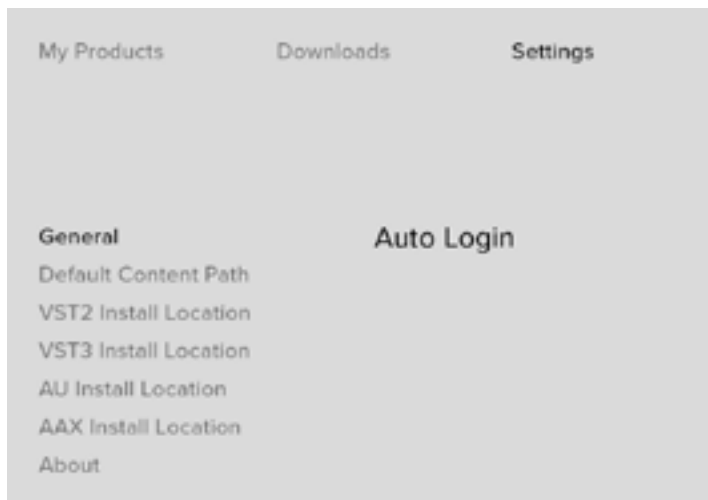 My Products Downloads Settings
General Auto Login
Default Content Path
VST2 Install Location
VST3 Install Location
AU Install Location
AAX Install Location
About